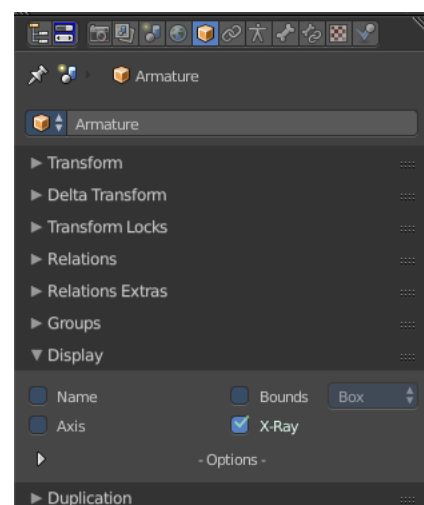 Armature
Armature
Transform
Delta Transform
Transform Locks
Relations
Relations Extras
Groups
Display
Name Bounds Box
Axis X-Ray
- Options -
Duplication